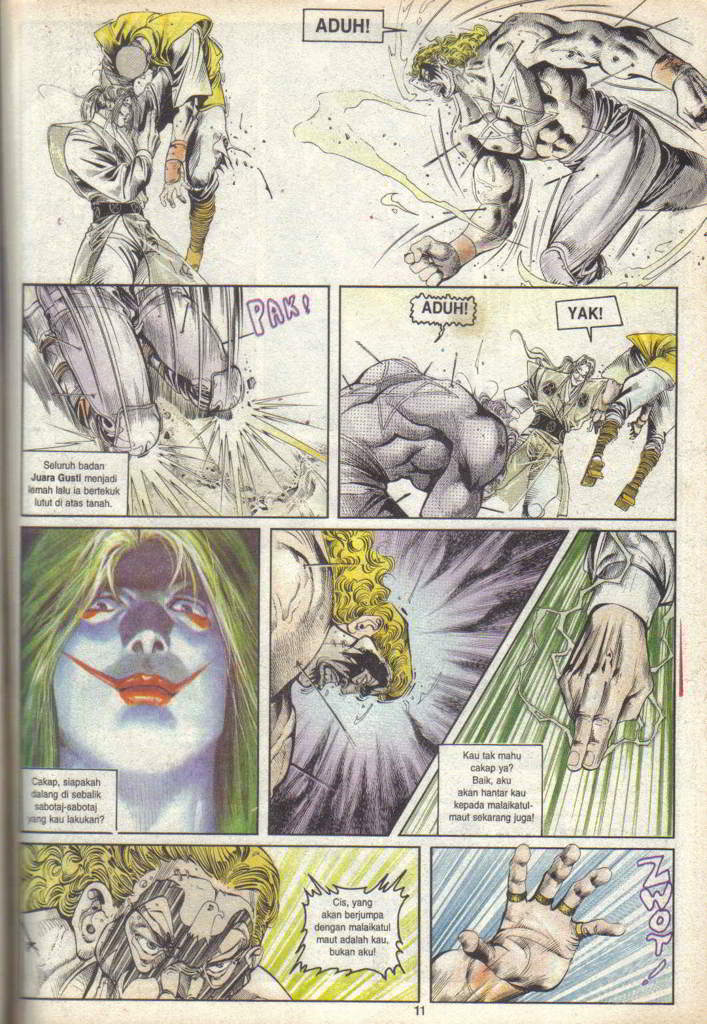 ADUH!
PAK!
Seluruh badan
Juara Gusti menjadi
lemah lalu ia bertekuk
lutut di atas tanah.
ADUH!
YAK!
Cakap, siapakah
dalang di sebalik
sabotaj-sabotaj
yang kau lakukan?
Kau tak mahu
cakap ya?
Baik, aku
akan hantar kau
kepada malaikatul-
maut sekarang juga!
Cis, yang
akan berjumpa
dengan malaikatul
maut adalah kau,
bukan aku!
ZWOT!
11